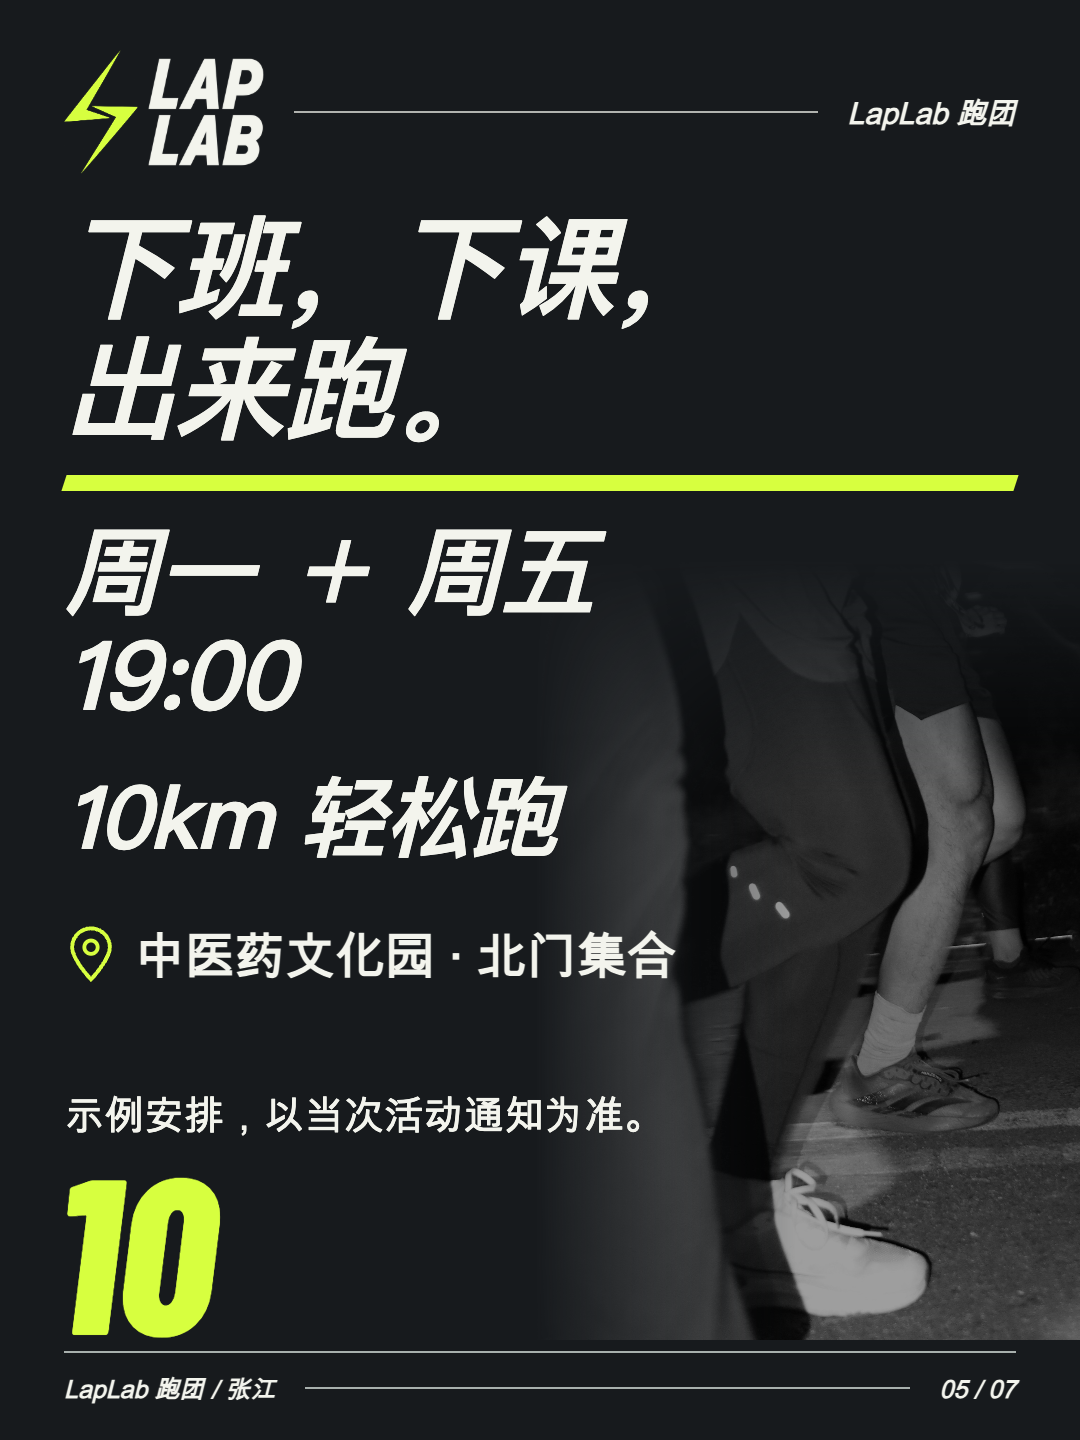 LAP
LAB
LapLab 跑团
下班，下课，
出来跑。
周一 + 周五
19:00
10km 轻松跑
中医药文化园 · 北门集合
示例安排，以当次活动通知为准。
10
LapLab 跑团 / 张江
05 / 07